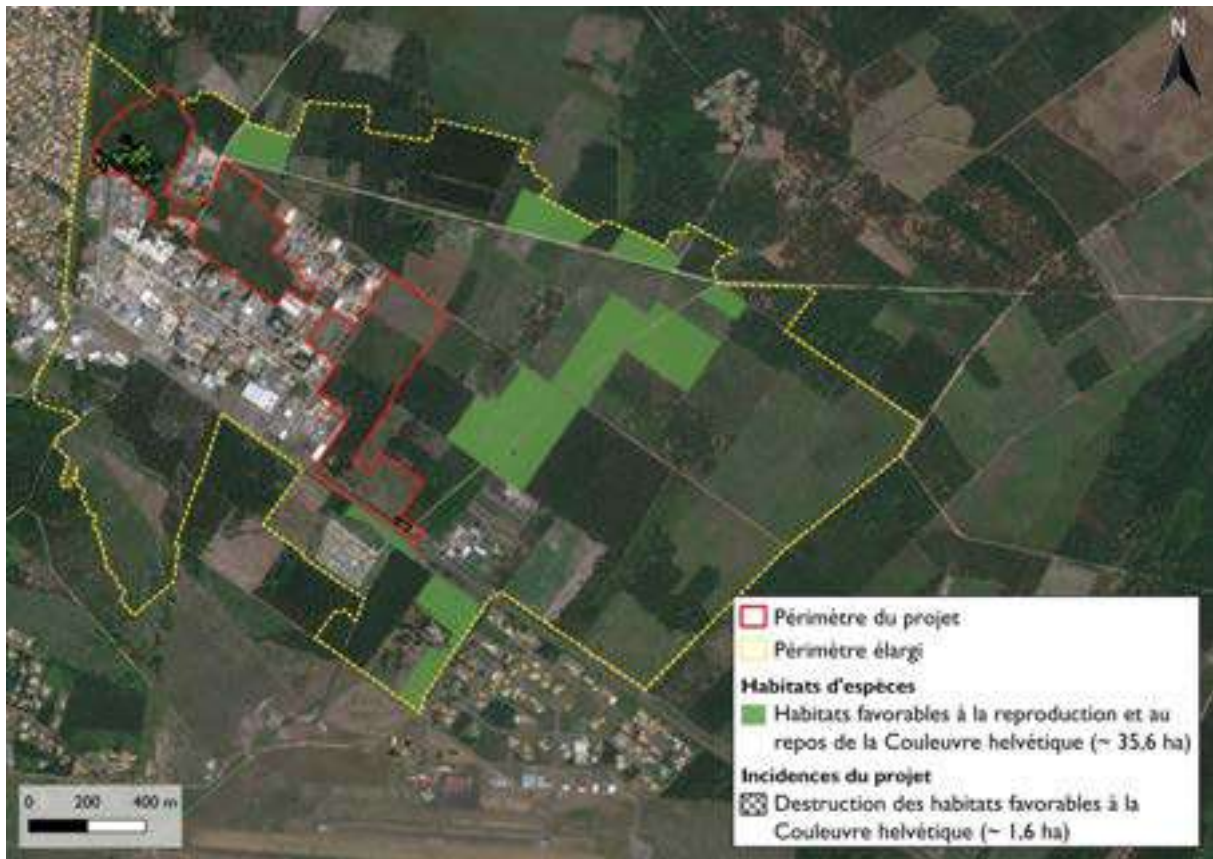 N
Périmètre du projet
Périmètre élargi
Habitats d'espèces
Habitats favorables à la reproduction et au
repos de la Couleuvre helvétique (~ 35,6 ha)
Incidences du projet
Destruction des habitats favorables à la
Couleuvre helvétique (~ 1,6 ha)
0 200 400 m